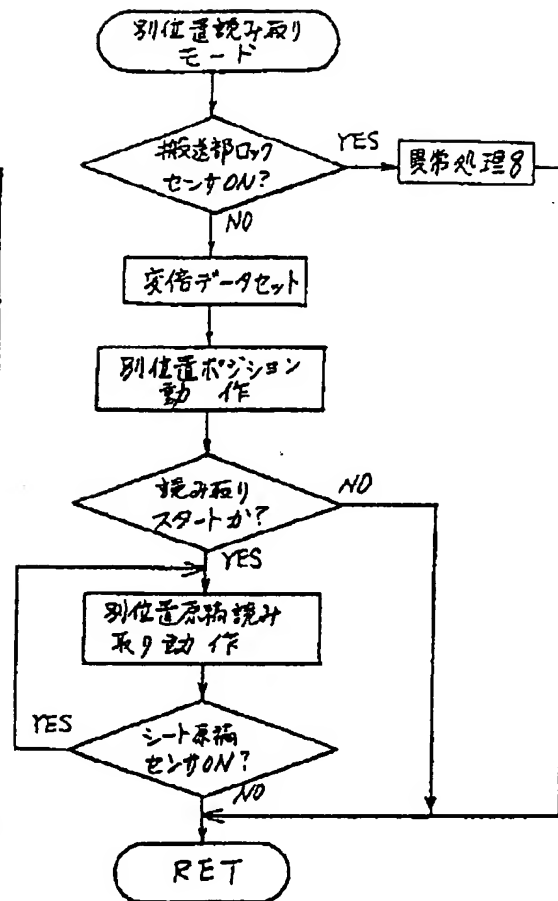 別位置読み取り
モード
搬送部ロック
センサON?
YES
異常処理8
NO
変倍データセット
別位置ポジション
動 作
読み取り
スタートか?
NO
YES
別位置原稿読み
取り動作
YES
シート原稿
センサON?
NO
RET